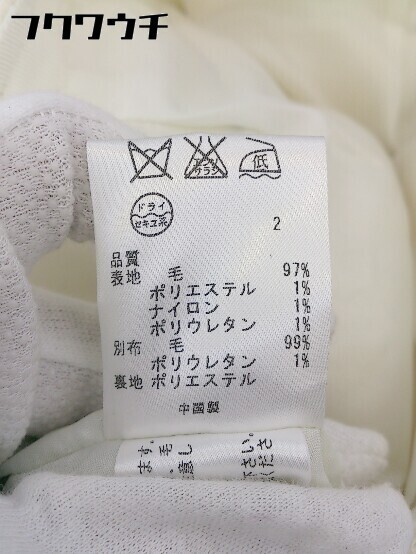 フクワウチ
エンソ
サラシ
低
ドライ
セキユ系
2
品質
表地 毛 97%
ポリエステル 1%
ナイロン 1%
ポリウレタン 1%
別布 毛 99%
ポリウレタン 1%
裏地 ポリエステル
中國製